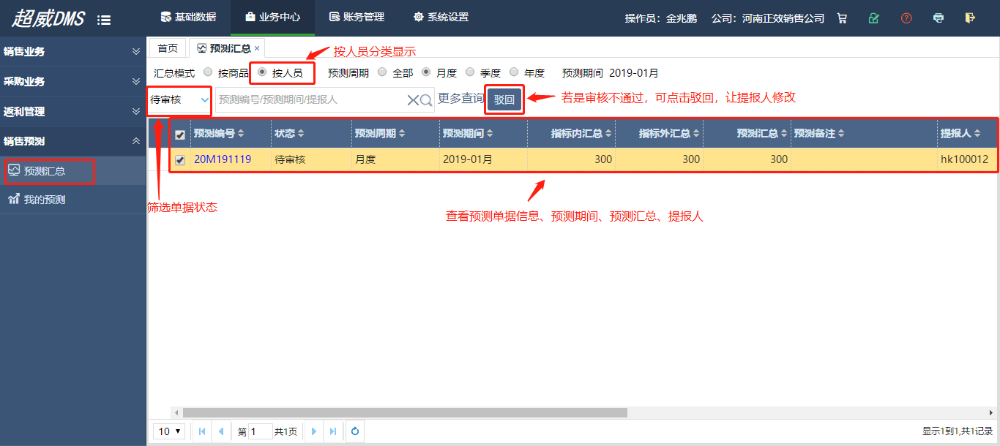 超威DMS
基础数据 业务中心 账务管理 系统设置
操作员：金兆鹏 公司：河南正效销售公司
销售业务
采购业务
返利管理
销售预测
预测汇总
我的预测
首页 预测汇总 ×
按人员分类显示
汇总模式 按商品 按人员 预测周期 全部 月度 季度 年度 预测期间 2019-01月
待审核 预测编号/预测期间/提报人 更多查询 驳回
若是审核不通过，可点击驳回，让提报人修改
预测编号 状态 预测周期 预测期间 指标内汇总 指标外汇总 预测汇总 预测备注 提报人
20M191119 待审核 月度 2019-01月 300 300 300 hk100012
筛选单据状态
查看预测单据信息、预测期间、预测汇总、提报人
10 第 1 共1页
显示1到1,共1记录